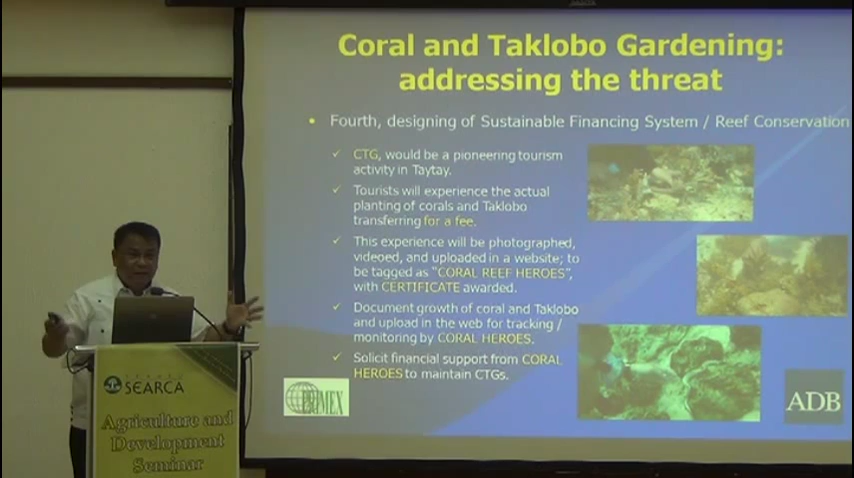 Coral and Taklobo Gardening:
addressing the threat
• Fourth, designing of Sustainable Financing System / Reef Conservation
✓ CTG, would be a pioneering tourism
activity in Taytay.
✓ Tourists will experience the actual
planting of corals and Taklobo
transferring for a fee.
✓ This experience will be photographed,
videoed, and uploaded in a website; to
be tagged as “CORAL REEF HEROES”,
with CERTIFICATE awarded.
✓ Document growth of coral and Taklobo
and upload in the web for tracking /
monitoring by CORAL HEROES.
✓ Solicit financial support from CORAL
HEROES to maintain CTGs.
PRIMEX
ADB
SEARCA
Agriculture and
Development
Seminar